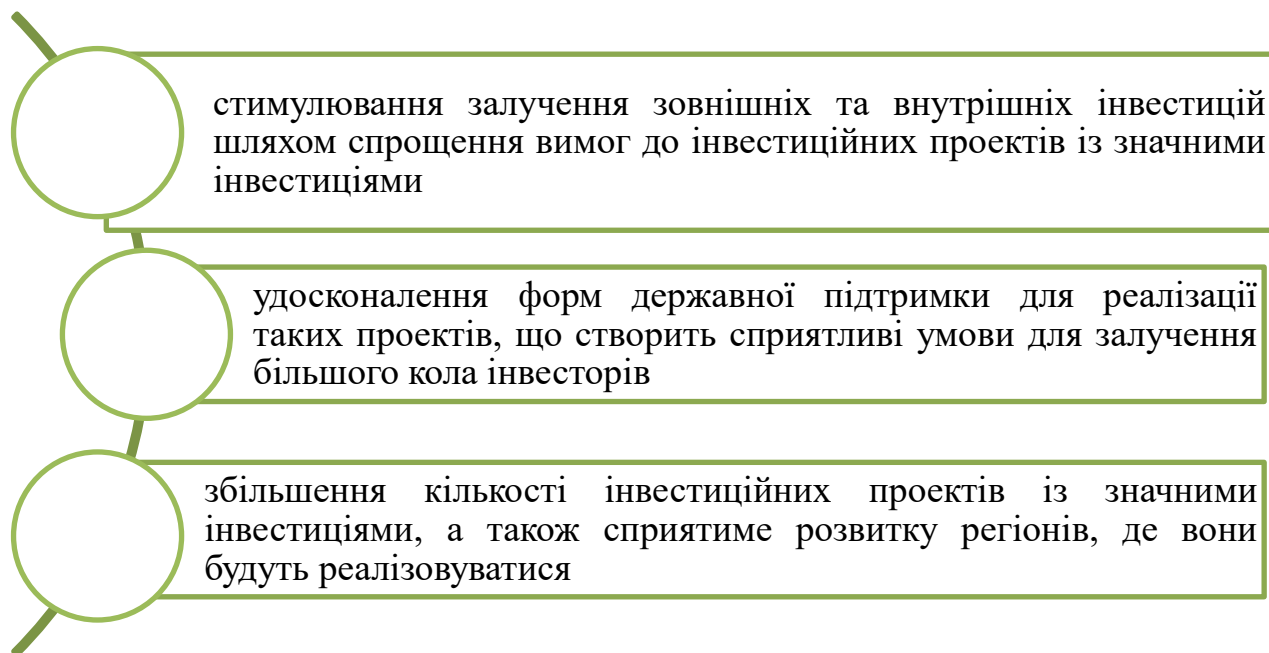 стимулювання залучення зовнішніх та внутрішніх інвестицій
шляхом спрощення вимог до інвестиційних проектів із значними
інвестиціями
удосконалення форм державної підтримки для реалізації
таких проектів, що створить сприятливі умови для залучення
більшого кола інвесторів
збільшення кількості інвестиційних проектів із значними
інвестиціями, а також сприятиме розвитку регіонів, де вони
будуть реалізовуватися